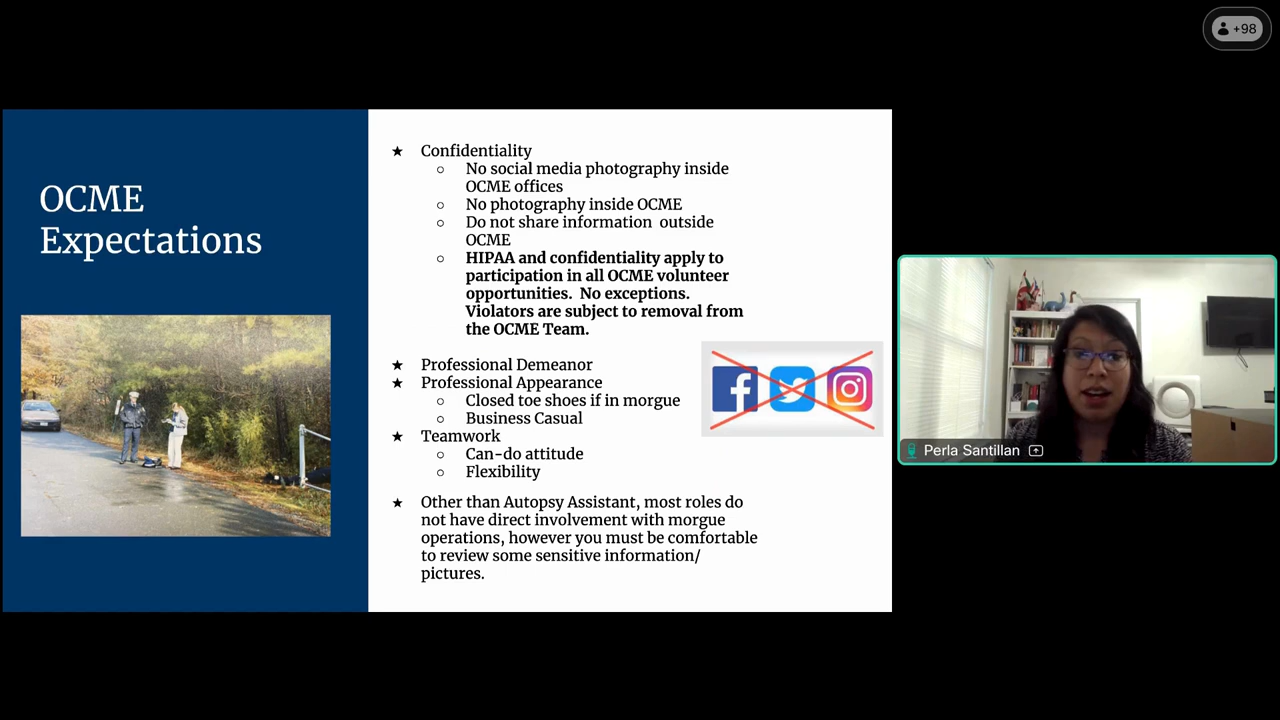 +98
OCME
Expectations
★ Confidentiality
○ No social media photography inside
OCME offices
○ No photography inside OCME
○ Do not share information outside
OCME
○ HIPAA and confidentiality apply to
participation in all OCME volunteer
opportunities. No exceptions.
Violators are subject to removal from
the OCME Team.
★ Professional Demeanor
★ Professional Appearance
○ Closed toe shoes if in morgue
○ Business Casual
★ Teamwork
○ Can-do attitude
○ Flexibility
★ Other than Autopsy Assistant, most roles do
not have direct involvement with morgue
operations, however you must be comfortable
to review some sensitive information/
pictures.
Perla Santillan